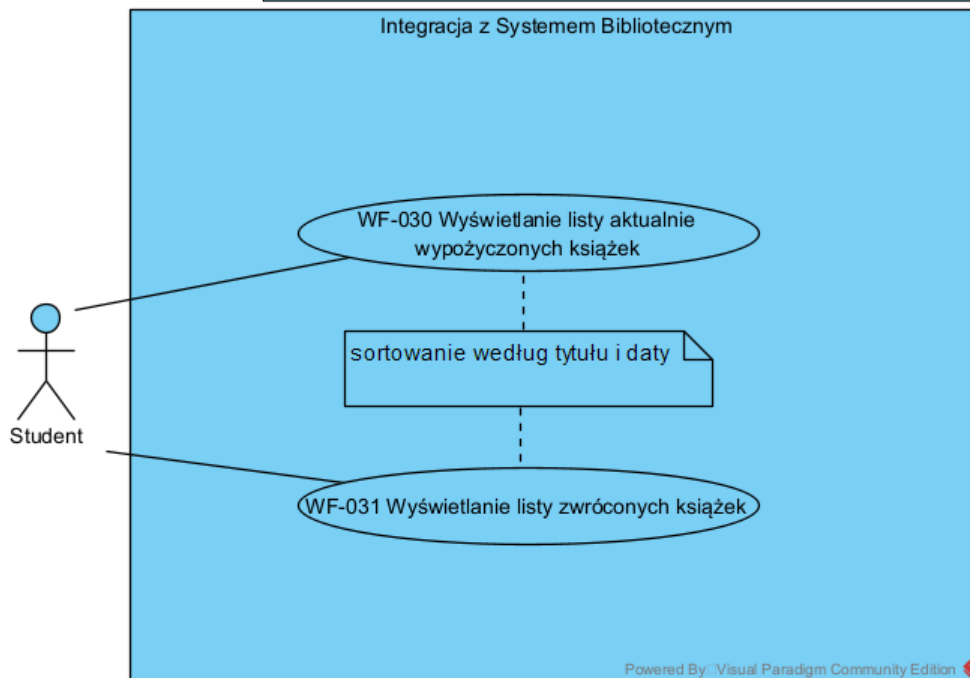 Integracja z Systemem Bibliotecznym
WF-030 Wyświetlanie listy aktualnie
wypożyczonych książek
sortowanie według tytułu i daty
Student
WF-031 Wyświetlanie listy zwróconych książek
Powered By Visual Paradigm Community Edition